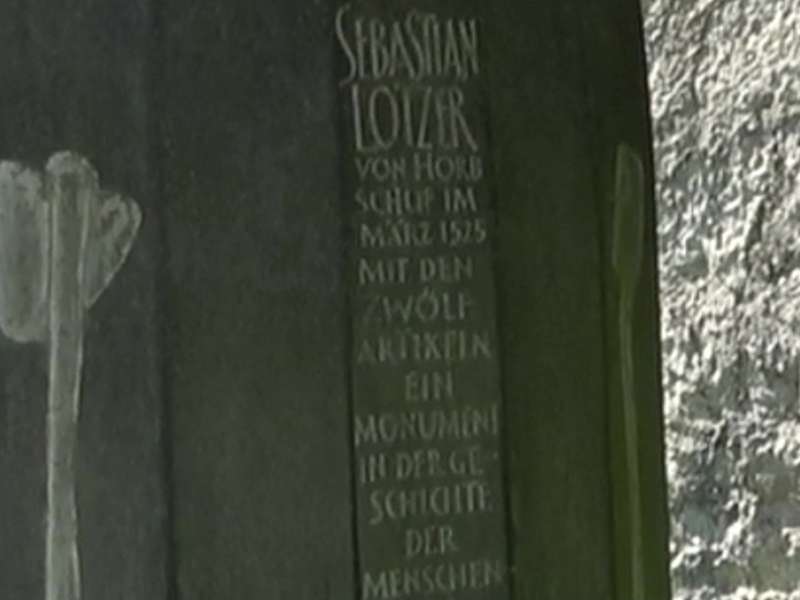 SEBASTIAN
LOTZER
VON HORB
SCHUF IM
MÄRZ 1525
MIT DEN
ZWÖLF
ARTIKELN
EIN
MONUMENT
IN DER GE-
SCHICHTE
DER
MENSCHEN-